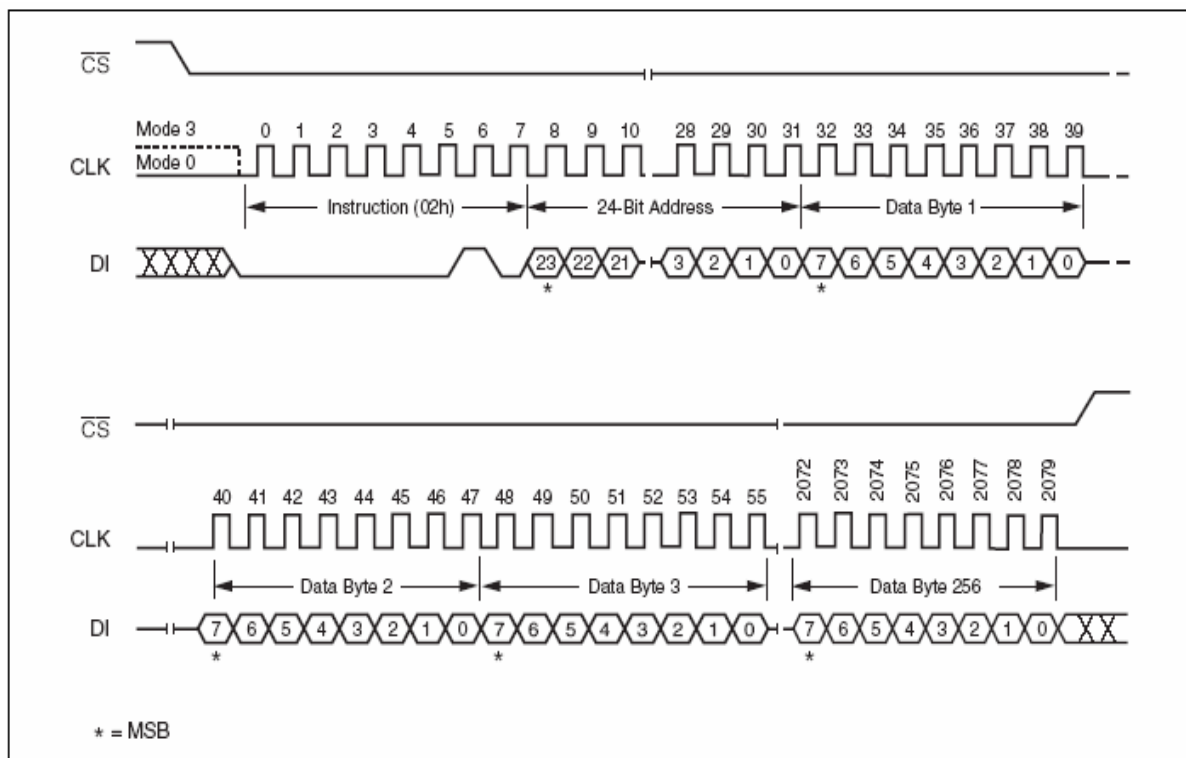 CS
Mode 3
0 1 2 3 4 5 6 7 8 9 10 28 29 30 31 32 33 34 35 36 37 38 39
CLK
Mode 0
Instruction (02h) 24-Bit Address Data Byte 1
DI
23 22 21 3 2 1 0 7 6 5 4 3 2 1 0
* *
CS
40 41 42 43 44 45 46 47 48 49 50 51 52 53 54 55 2072 2073 2074 2075 2076 2077 2078 2079
CLK
Data Byte 2 Data Byte 3 Data Byte 256
DI
7 6 5 4 3 2 1 0 7 6 5 4 3 2 1 0 7 6 5 4 3 2 1 0
* * *
* = MSB